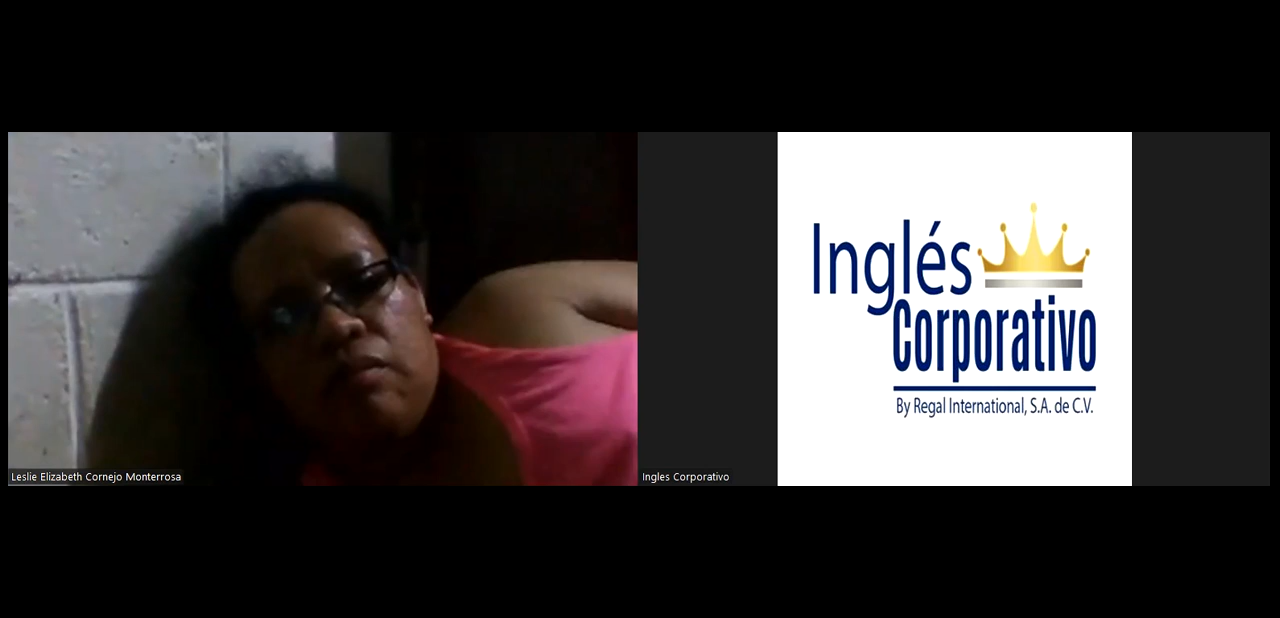 Inglés
Corporativo
By Regal International, S.A. de C.V.
Leslie Elizabeth Cornejo Monterrosa
Ingles Corporativo